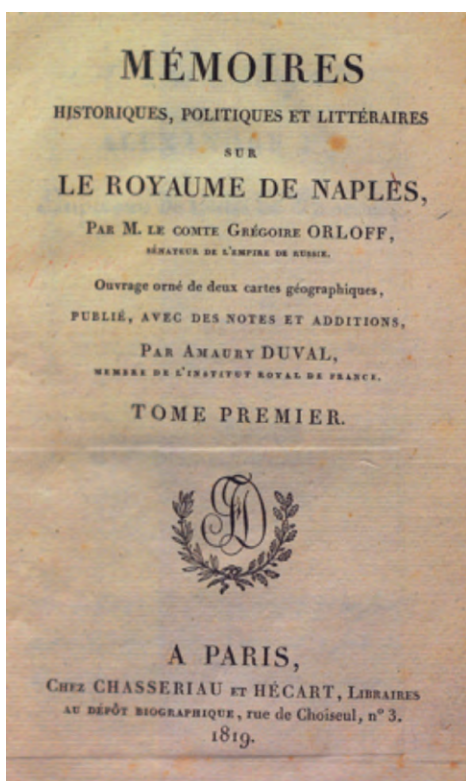 MÉMOIRES
HISTORIQUES, POLITIQUES ET LITTÉRAIRES
SUR
LE ROYAUME DE NAPLES,
PAR M. LE COMTE GRÉGOIRE ORLOFF,
SÉNATEUR DE L'EMPIRE DE RUSSIE.
Ouvrage orné de deux cartes géographiques,
PUBLIÉ, AVEC DES NOTES ET ADDITIONS,
PAR AMAURY DUVAL,
MEMBRE DE L'INSTITUT ROYAL DE FRANCE.
TOME PREMIER.
A PARIS,
CHEZ CHASSERIAU ET HÉCART, LIBRAIRES
AU DÉPÔT BIOGRAPHIQUE, rue de Choiseul, n° 3.
1819.